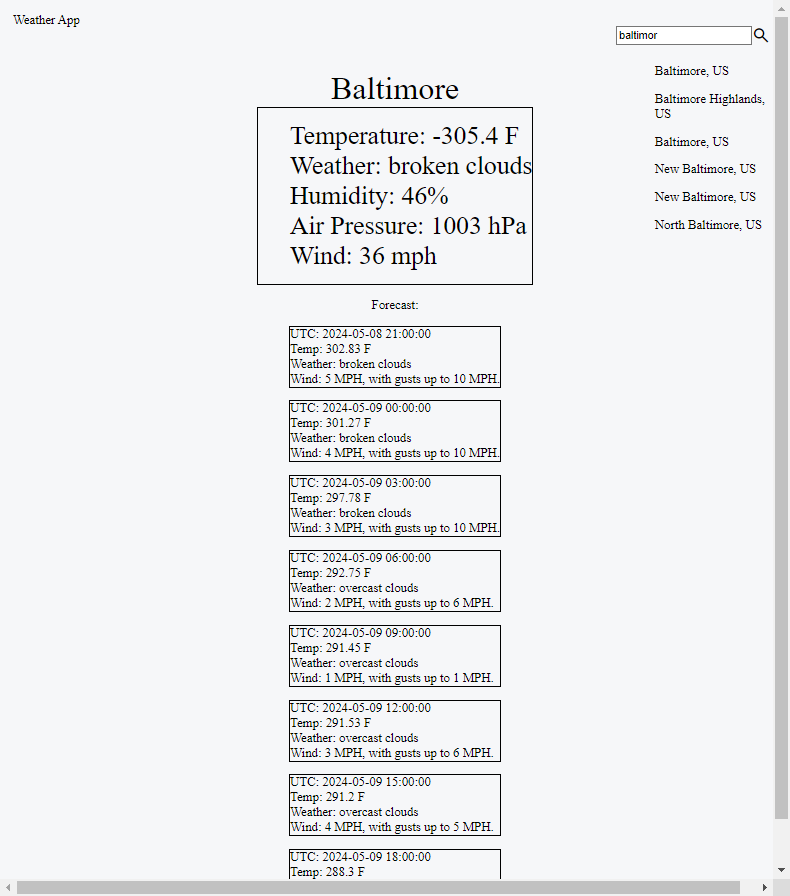 Weather App
baltimor
Baltimore, US
Baltimore Highlands,
US
Baltimore, US
New Baltimore, US
New Baltimore, US
North Baltimore, US
Baltimore
Temperature: -305.4 F
Weather: broken clouds
Humidity: 46%
Air Pressure: 1003 hPa
Wind: 36 mph
Forecast:
UTC: 2024-05-08 21:00:00
Temp: 302.83 F
Weather: broken clouds
Wind: 5 MPH, with gusts up to 10 MPH.
UTC: 2024-05-09 00:00:00
Temp: 301.27 F
Weather: broken clouds
Wind: 4 MPH, with gusts up to 10 MPH.
UTC: 2024-05-09 03:00:00
Temp: 297.78 F
Weather: broken clouds
Wind: 3 MPH, with gusts up to 10 MPH.
UTC: 2024-05-09 06:00:00
Temp: 292.75 F
Weather: overcast clouds
Wind: 2 MPH, with gusts up to 6 MPH.
UTC: 2024-05-09 09:00:00
Temp: 291.45 F
Weather: overcast clouds
Wind: 1 MPH, with gusts up to 1 MPH.
UTC: 2024-05-09 12:00:00
Temp: 291.53 F
Weather: overcast clouds
Wind: 3 MPH, with gusts up to 6 MPH.
UTC: 2024-05-09 15:00:00
Temp: 291.2 F
Weather: overcast clouds
Wind: 4 MPH, with gusts up to 5 MPH.
UTC: 2024-05-09 18:00:00
Temp: 288.3 F